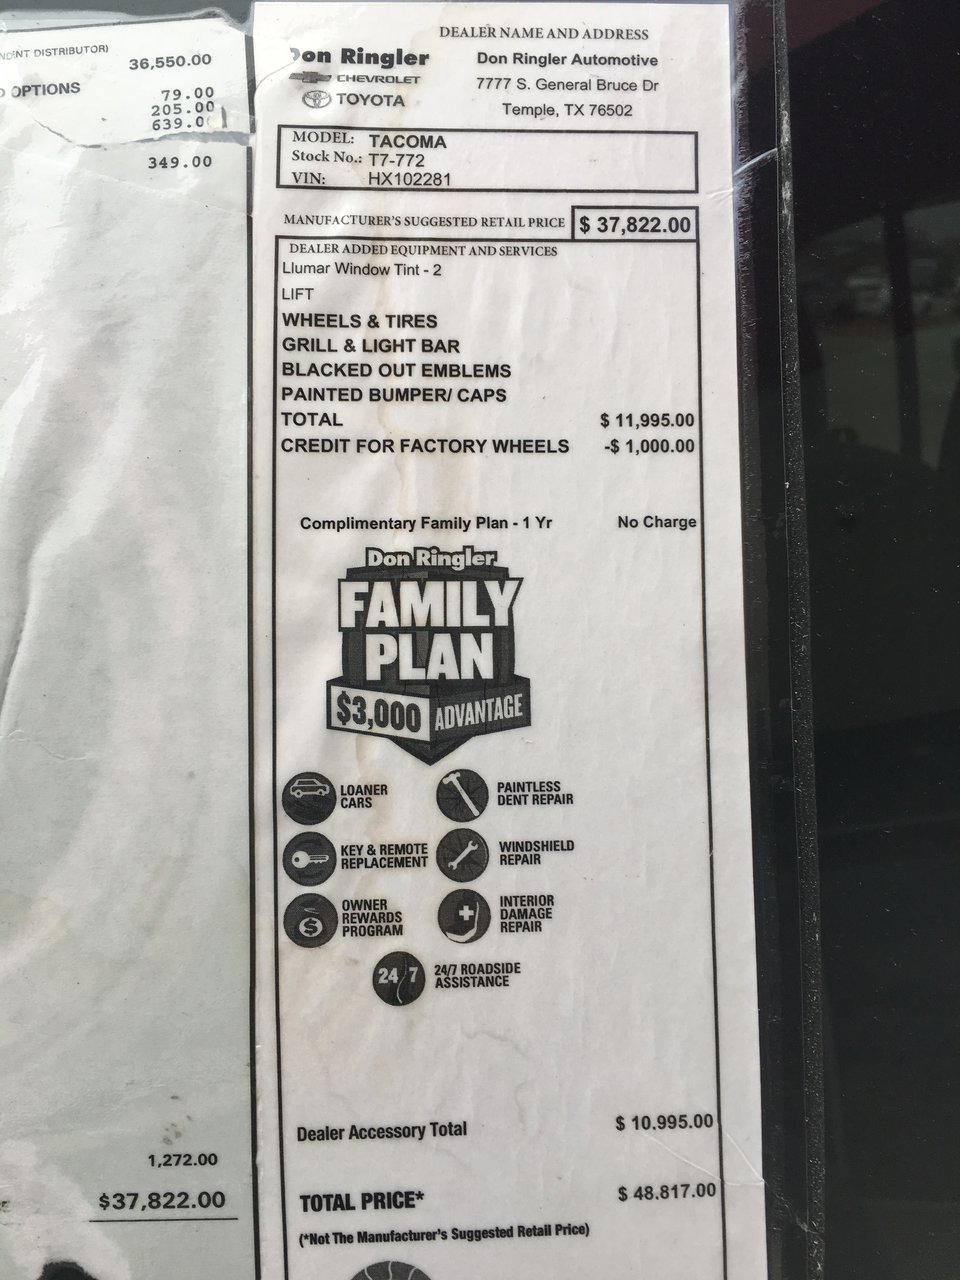 DISTRIBUTOR)
36,550.00
OPTIONS
79.00
205.00
639.0
349.00
1,272.00
$37,822.00
DEALER NAME AND ADDRESS
Don Ringler
CHEVROLET
TOYOTA
Don Ringler Automotive
7777 S. General Bruce Dr
Temple, TX 76502
MODEL: TACOMA
Stock No.: T7-772
VIN: HX102281
MANUFACTURER'S SUGGESTED RETAIL PRICE $ 37,822.00
DEALER ADDED EQUIPMENT AND SERVICES
Llumar Window Tint - 2
LIFT
WHEELS & TIRES
GRILL & LIGHT BAR
BLACKED OUT EMBLEMS
PAINTED BUMPER/ CAPS
TOTAL $ 11,995.00
CREDIT FOR FACTORY WHEELS -$ 1,000.00
Complimentary Family Plan - 1 Yr No Charge
Don Ringler
FAMILY
PLAN
$3,000 ADVANTAGE
LOANER
CARS
PAINTLESS
DENT REPAIR
KEY & REMOTE
REPLACEMENT
WINDSHIELD
REPAIR
OWNER
REWARDS
PROGRAM
INTERIOR
DAMAGE
REPAIR
24/7
24/7 ROADSIDE
ASSISTANCE
Dealer Accessory Total $ 10,995.00
TOTAL PRICE* $ 48,817.00
(*Not The Manufacturer's Suggested Retail Price)